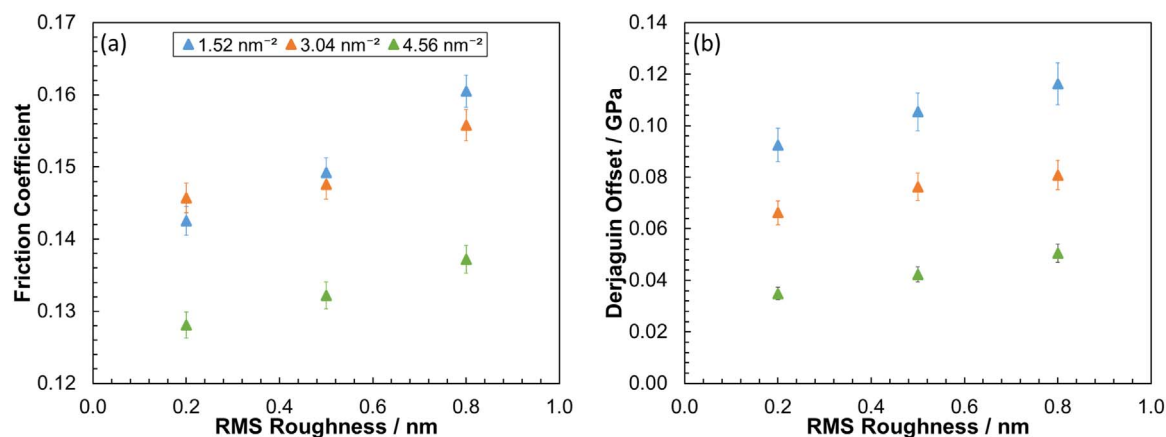 (a)
1.52 nm⁻² 3.04 nm⁻² 4.56 nm⁻²
Friction Coefficient
0.17
0.16
0.15
0.14
0.13
0.12
0.0 0.2 0.4 0.6 0.8 1.0
RMS Roughness / nm
(b)
Derjaguin Offset / GPa
0.14
0.12
0.10
0.08
0.06
0.04
0.02
0.00
0.0 0.2 0.4 0.6 0.8 1.0
RMS Roughness / nm